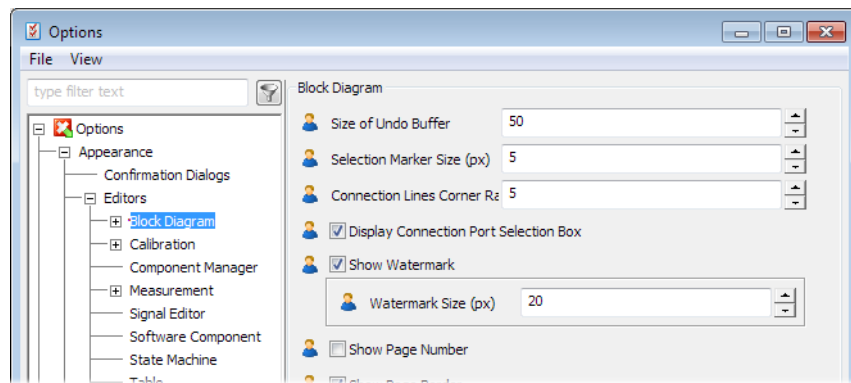 Options
File View
type filter text
Options
Appearance
Confirmation Dialogs
Editors
Block Diagram
Calibration
Component Manager
Measurement
Signal Editor
Software Component
State Machine
Table
Block Diagram
Size of Undo Buffer 50
Selection Marker Size (px) 5
Connection Lines Corner Ra 5
Display Connection Port Selection Box
Show Watermark
Watermark Size (px) 20
Show Page Number